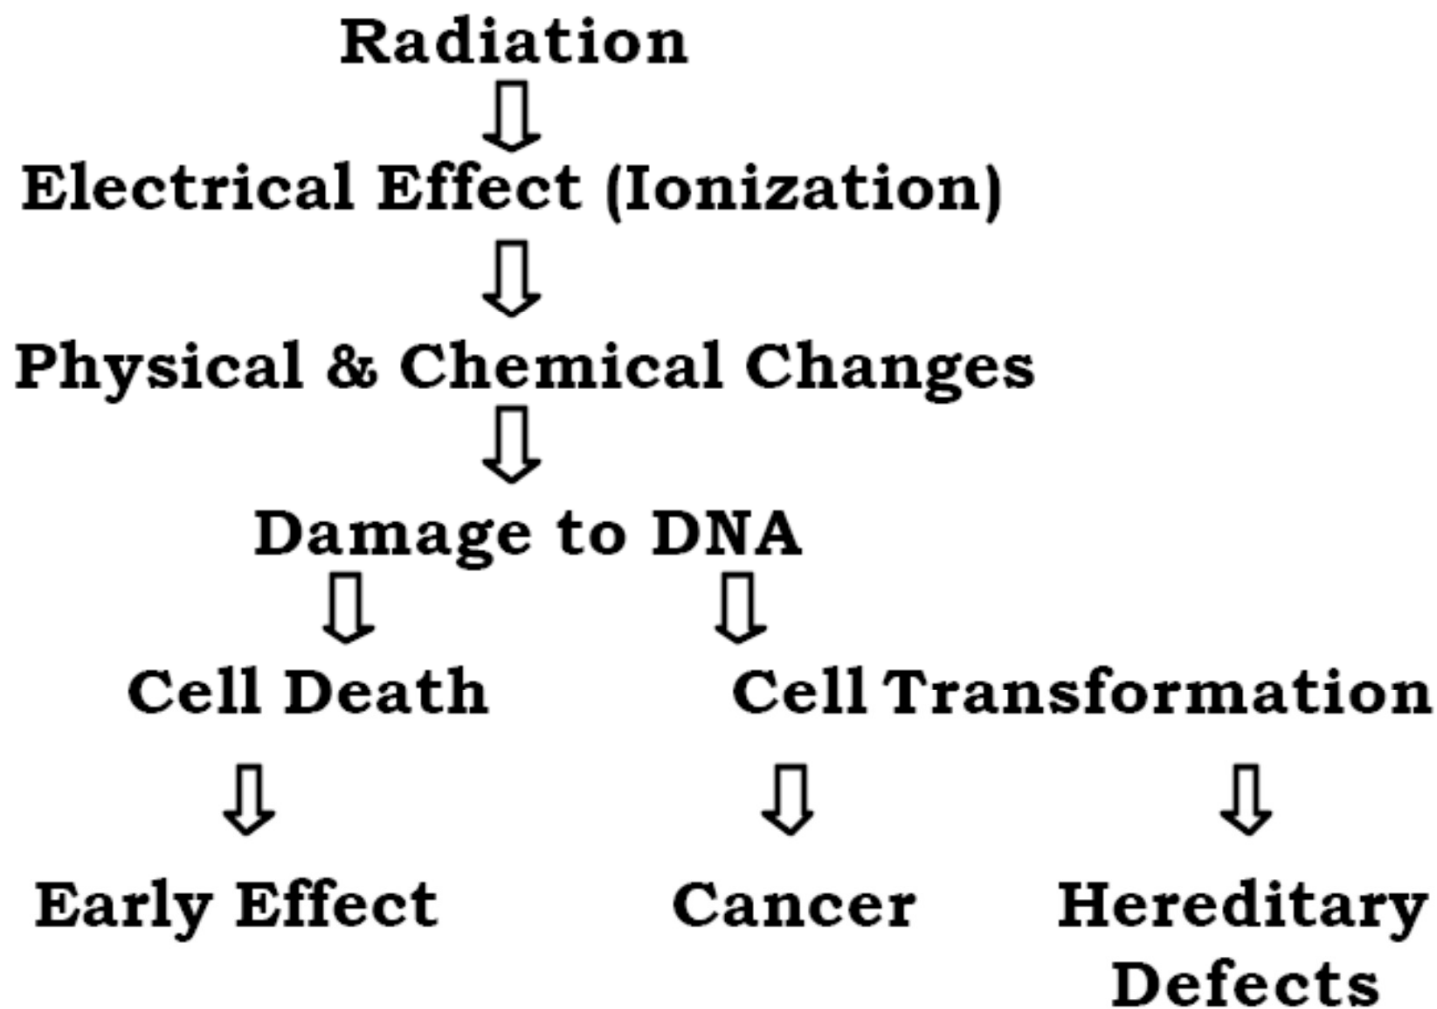 Radiation
Electrical Effect (Ionization)
Physical & Chemical Changes
Damage to DNA
Cell Death
Cell Transformation
Early Effect
Cancer
Hereditary
Defects